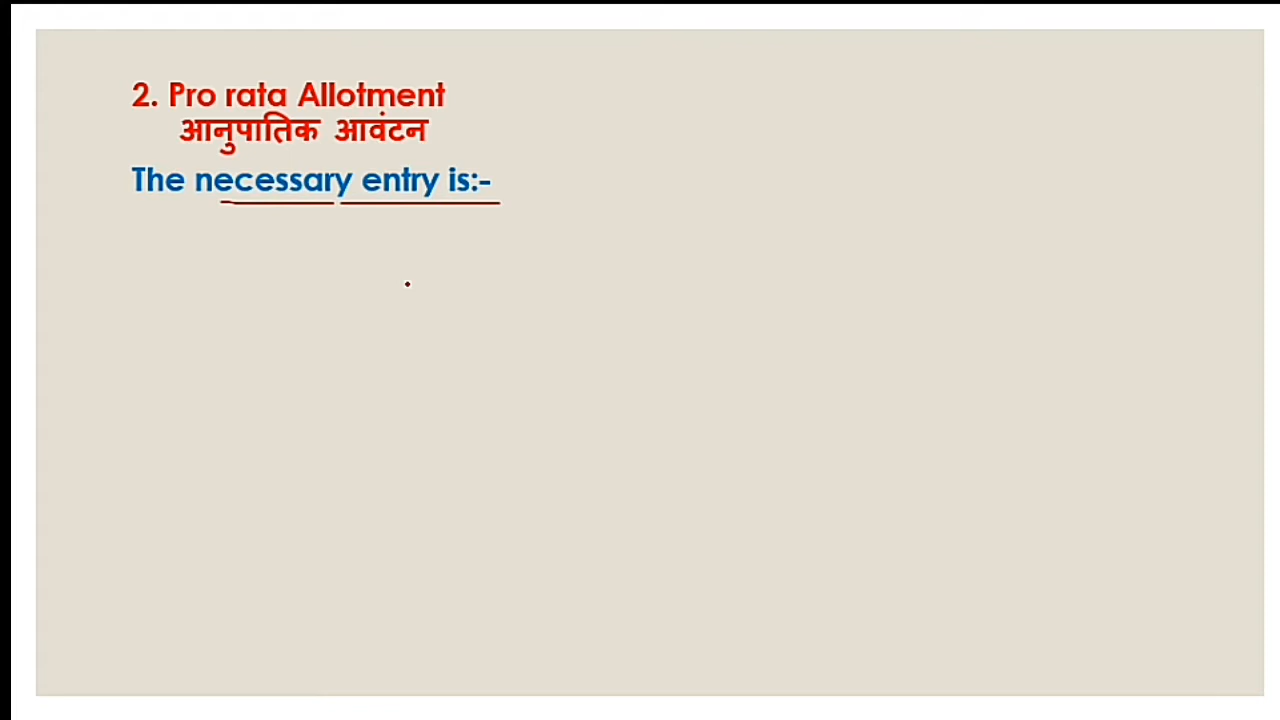 2. Pro rata Allotment
आनुपातिक आवंटन
The necessary entry is:-